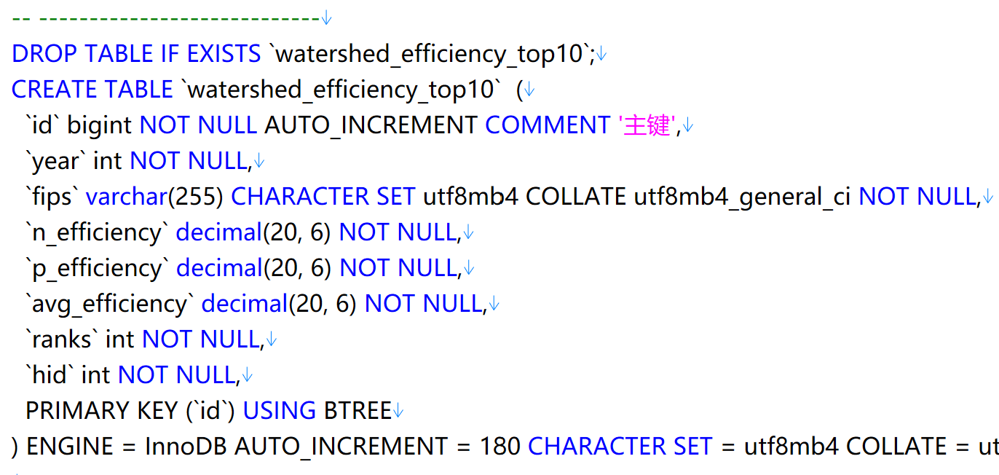 -- ----------------------------↓
DROP TABLE IF EXISTS `watershed_efficiency_top10`;↓
CREATE TABLE `watershed_efficiency_top10`  (↓
  `id` bigint NOT NULL AUTO_INCREMENT COMMENT '主键',↓
  `year` int NOT NULL,↓
  `fips` varchar(255) CHARACTER SET utf8mb4 COLLATE utf8mb4_general_ci NOT NULL,↓
  `n_efficiency` decimal(20, 6) NOT NULL,↓
  `p_efficiency` decimal(20, 6) NOT NULL,↓
  `avg_efficiency` decimal(20, 6) NOT NULL,↓
  `ranks` int NOT NULL,↓
  `hid` int NOT NULL,↓
  PRIMARY KEY (`id`) USING BTREE↓
) ENGINE = InnoDB AUTO_INCREMENT = 180 CHARACTER SET = utf8mb4 COLLATE = ut